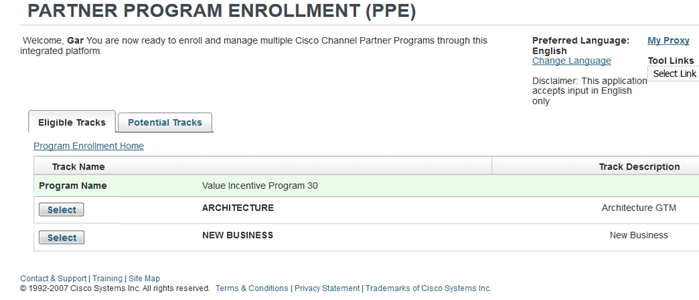 PARTNER PROGRAM ENROLLMENT (PPE)
Welcome, Gar You are now ready to enroll and manage multiple Cisco Channel Partner Programs through this
integrated platform.
Preferred Language:
English
Change Language
Disclaimer: This application
accepts input in English
only
My Proxy
Tool Links
Select Link
Eligible Tracks Potential Tracks
Program Enrollment Home
Track Name Track Description
Program Name Value Incentive Program 30
Select ARCHITECTURE Architecture GTM
Select NEW BUSINESS New Business
Contact & Support | Training | Site Map
© 1992-2007 Cisco Systems Inc. All rights reserved. Terms & Conditions | Privacy Statement | Trademarks of Cisco Systems Inc.